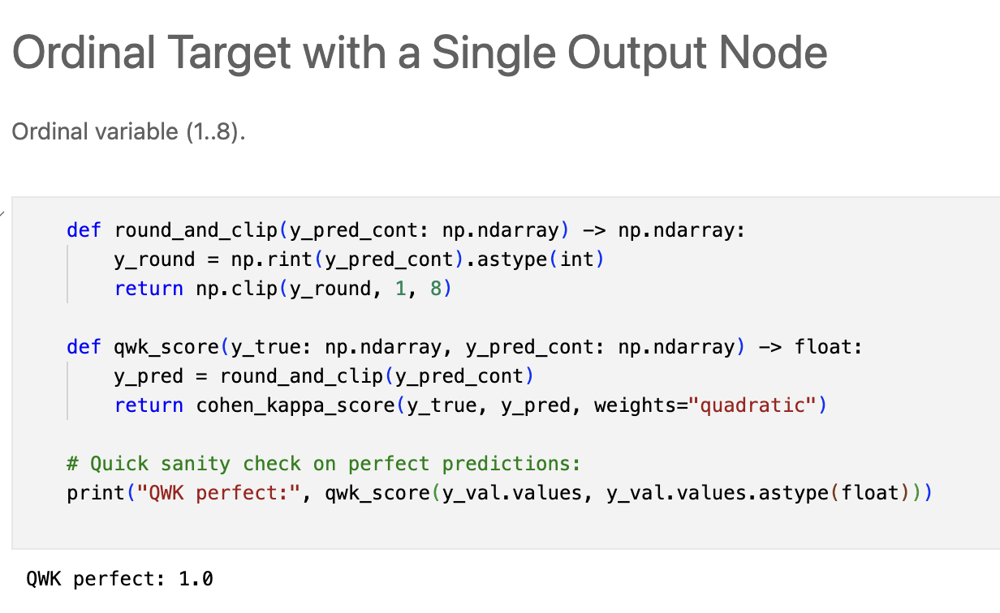 Ordinal Target with a Single Output Node
Ordinal variable (1..8).
def round_and_clip(y_pred_cont: np.ndarray) -> np.ndarray:
    y_round = np.rint(y_pred_cont).astype(int)
    return np.clip(y_round, 1, 8)
def qwk_score(y_true: np.ndarray, y_pred_cont: np.ndarray) -> float:
    y_pred = round_and_clip(y_pred_cont)
    return cohen_kappa_score(y_true, y_pred, weights="quadratic")
# Quick sanity check on perfect predictions:
print("QWK perfect:", qwk_score(y_val.values, y_val.values.astype(float)))
QWK perfect: 1.0